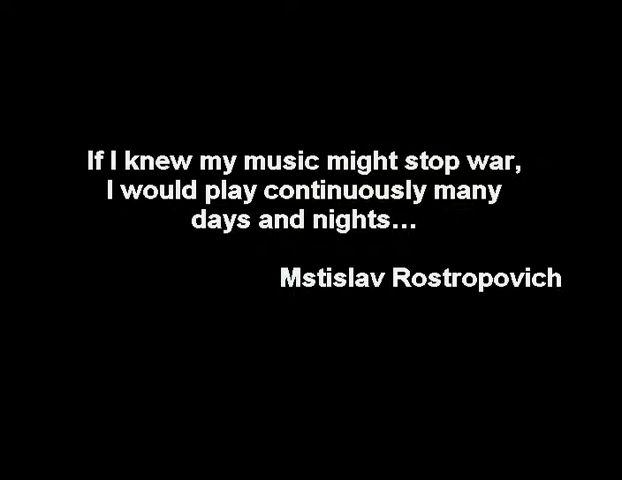 If I knew my music might stop war,
I would play continuously many
days and nights…
Mstislav Rostropovich